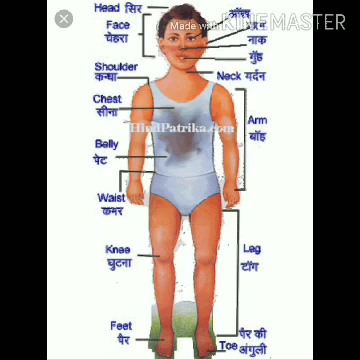 Head सिर
Face
चेहरा
Shoulder
कन्धा
Chest
सीना
Belly
पेट
Waist
कमर
Knee
घुटना
Feet
पैर
आँख
Made with
KINEMASTER
नाक
मुँह
Neck गर्दन
HindiPatrika.com
Arm
बाँह
Leg
टाँग
पैर की
Toe अंगुली